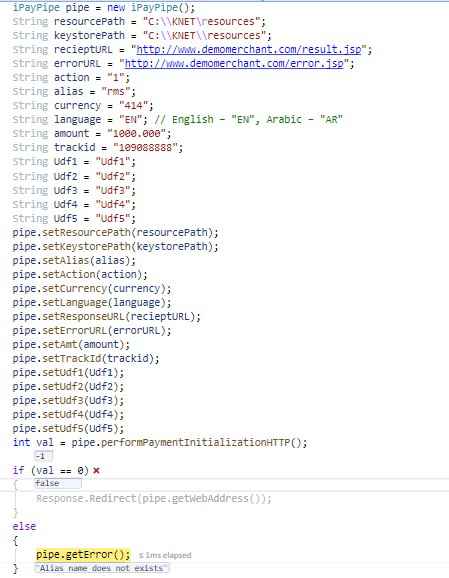 iPayPipe pipe = new iPayPipe();
String resourcePath = "C:\\KNET\resources";
String keystorePath = "C:\\KNET\\resources";
String recieptURL = "http://www.demomerchant.com/result.jsp";
String errorURL = "http://www.demomerchant.com/error.jsp";
String action = "1";
String alias = "rms";
String currency = "414";
String language = "EN"; // English - "EN", Arabic - "AR"
String amount = "1000.000";
String trackid = "109088888";
String Udf1 = "Udf1";
String Udf2 = "Udf2";
String Udf3 = "Udf3";
String Udf4 = "Udf4";
String Udf5 = "Udf5";
pipe.setResourcePath(resourcePath);
pipe.setKeystorePath(keystorePath);
pipe.setAlias(alias);
pipe.setAction(action);
pipe.setCurrency(currency);
pipe.setLanguage(language);
pipe.setResponseURL(recieptURL);
pipe.setErrorURL(errorURL);
pipe.setAmt(amount);
pipe.setTrackId(trackid);
pipe.setUdf1(Udf1);
pipe.setUdf2(Udf2);
pipe.setUdf3(Udf3);
pipe.setUdf4(Udf4);
pipe.setUdf5(Udf5);
int val = pipe.performPaymentInitializationHTTP();
-1
if (val == 0)
{ false
Response.Redirect(pipe.getWebAddress());
}
else
{
pipe.getError(); ≤ 1ms elapsed
} "Alias name does not exists"